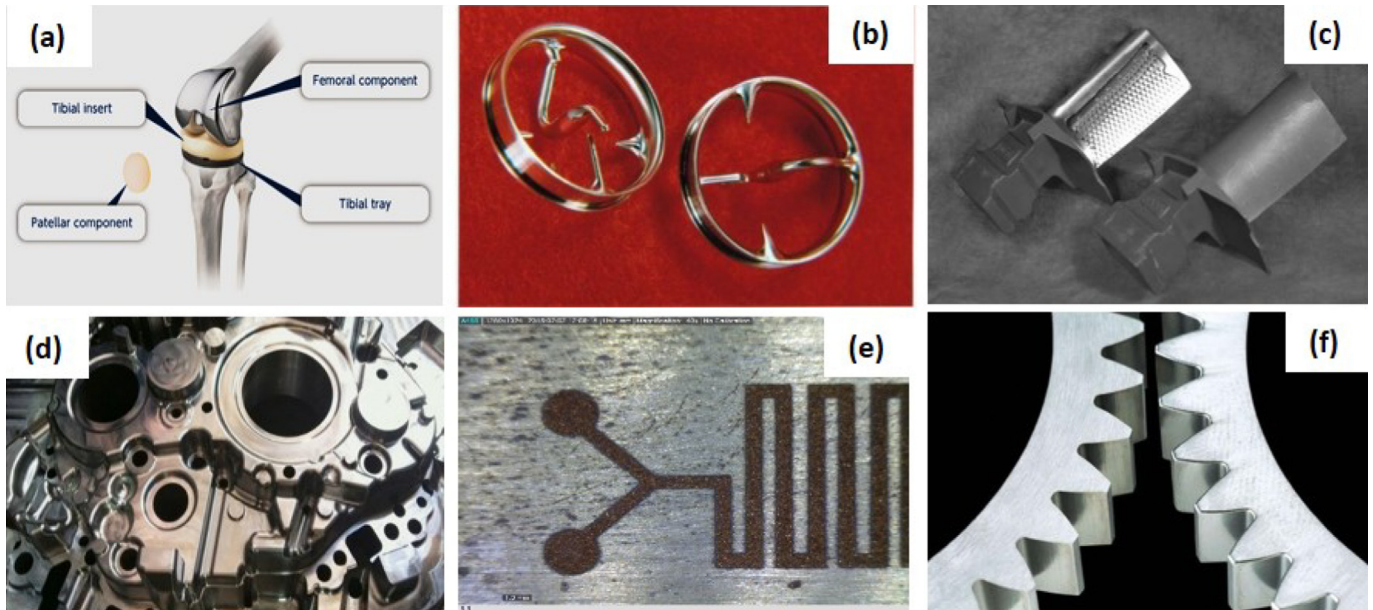 (a)
Femoral component
Tibial insert
Tibial tray
Patellar component
(b)
(c)
(d)
(e)
(f)